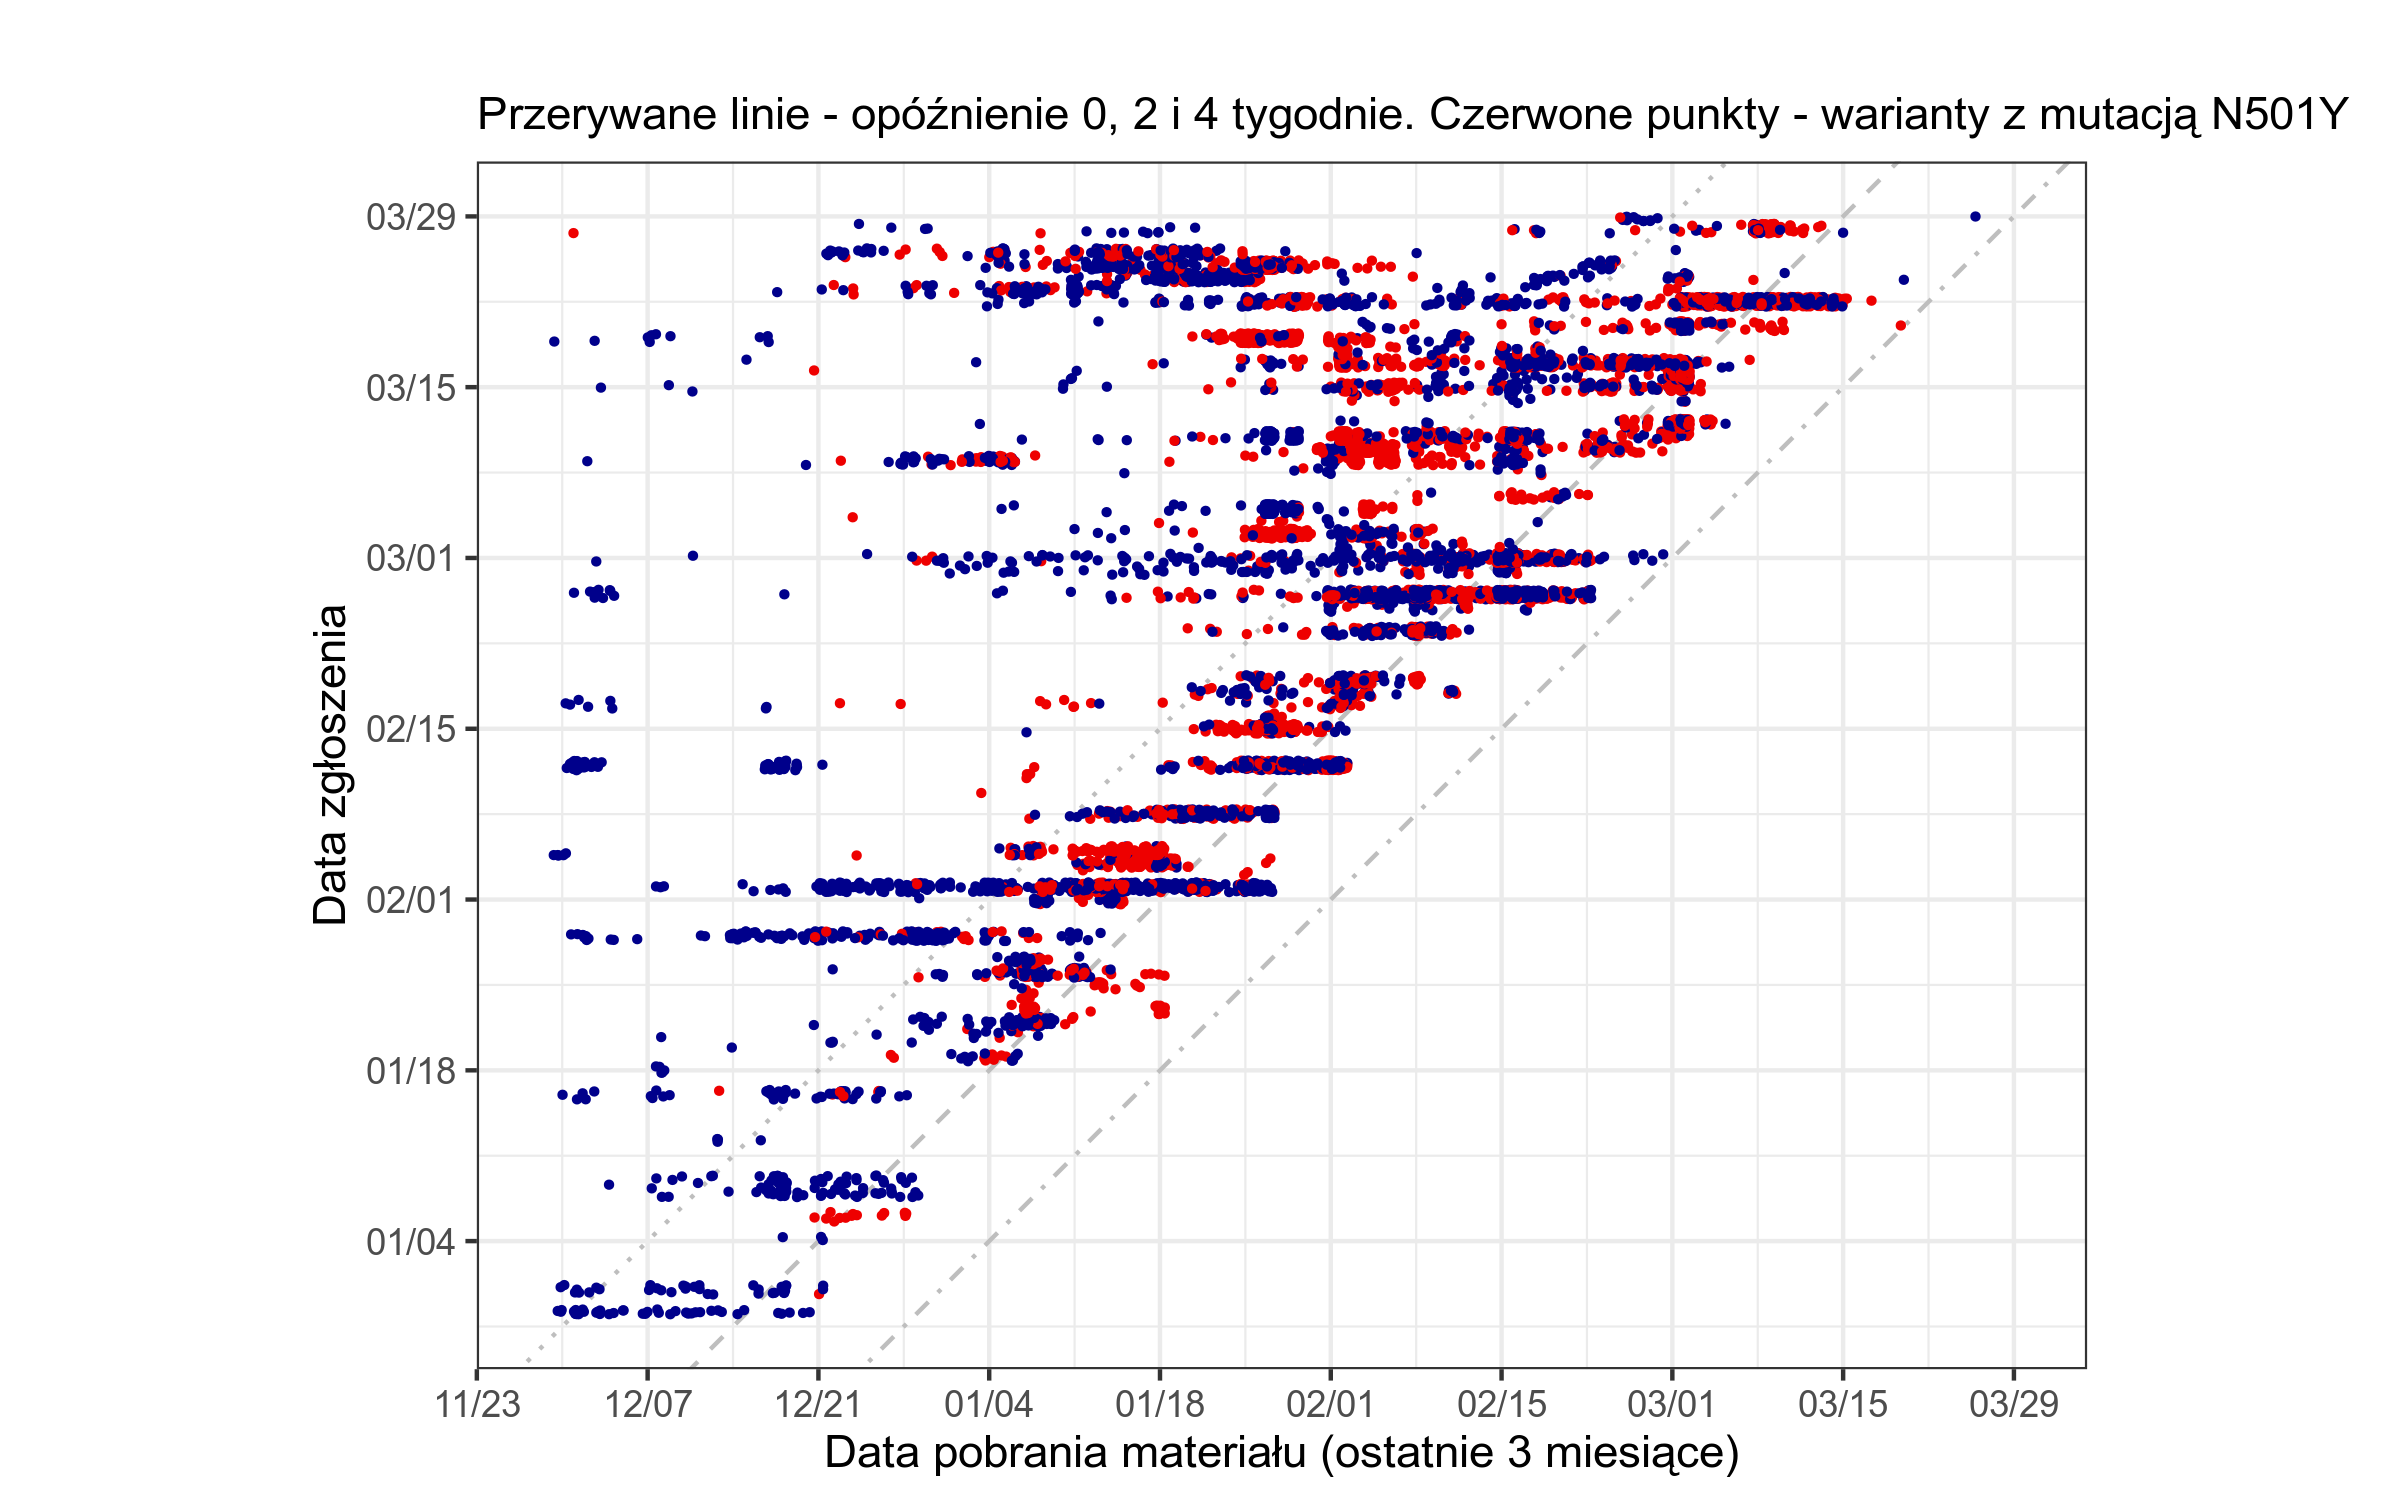 Przerywane linie - opóźnienie 0, 2 i 4 tygodnie. Czerwone punkty - warianty z mutacją N501Y
Data zgłoszenia
03/29
03/15
03/01
02/15
02/01
01/18
01/04
11/23 12/07 12/21 01/04 01/18 02/01 02/15 03/01 03/15 03/29
Data pobrania materiału (ostatnie 3 miesiące)